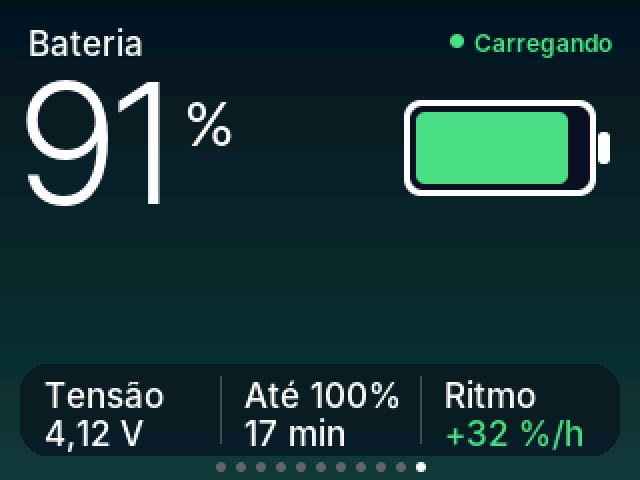 Bateria
Carregando
91%
Tensão
4,12 V
Até 100%
17 min
Ritmo
+32 %/h